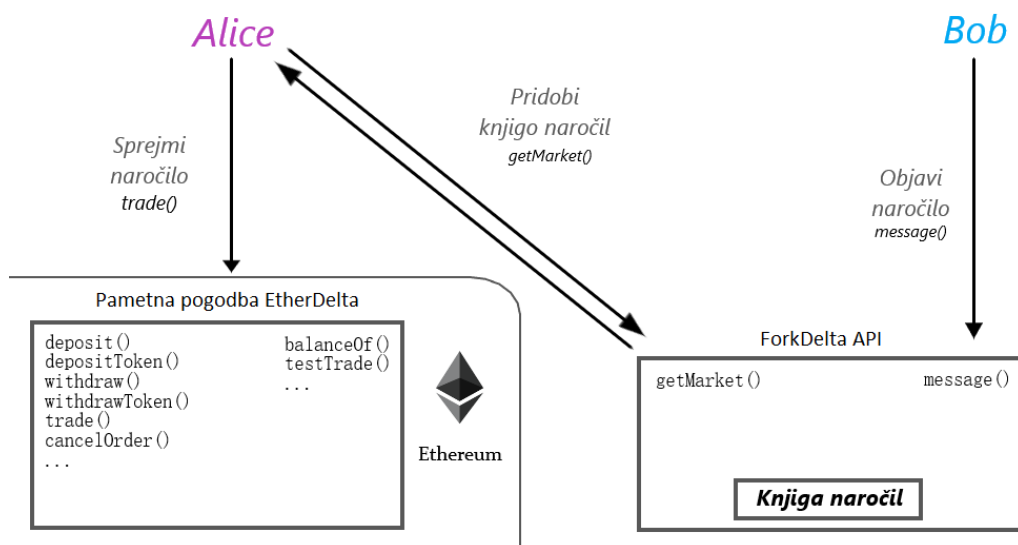 Alice
Bob
Pridobi
knjigo naročil
getMarket()
Sprejmi
naročilo
trade()
Objavi
naročilo
message()
Pametna pogodba EtherDelta
deposit()
depositToken()
withdraw()
withdrawToken()
trade()
cancelOrder()
...
balanceOf()
testTrade()
...
Ethereum
ForkDelta API
getMarket()
message()
Knjiga naročil